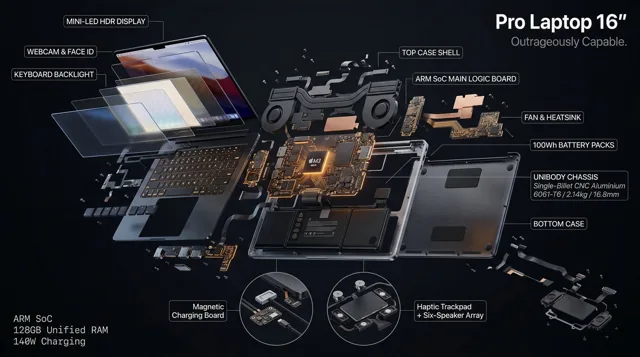 Pro Laptop 16”
Outrageously Capable.
MINI-LED HDR DISPLAY
WEBCAM & FACE ID
KEYBOARD BACKLIGHT
TOP CASE SHELL
ARM SoC MAIN LOGIC BOARD
FAN & HEATSINK
100Wh BATTERY PACKS
UNIBODY CHASSIS
Single-Billet CNC Aluminium
6061-T6 / 2.14kg / 16.8mm
BOTTOM CASE
M3
Magnetic
Charging Board
Haptic Trackpad
+ Six-Speaker Array
ARM SoC
128GB Unified RAM
140W Charging